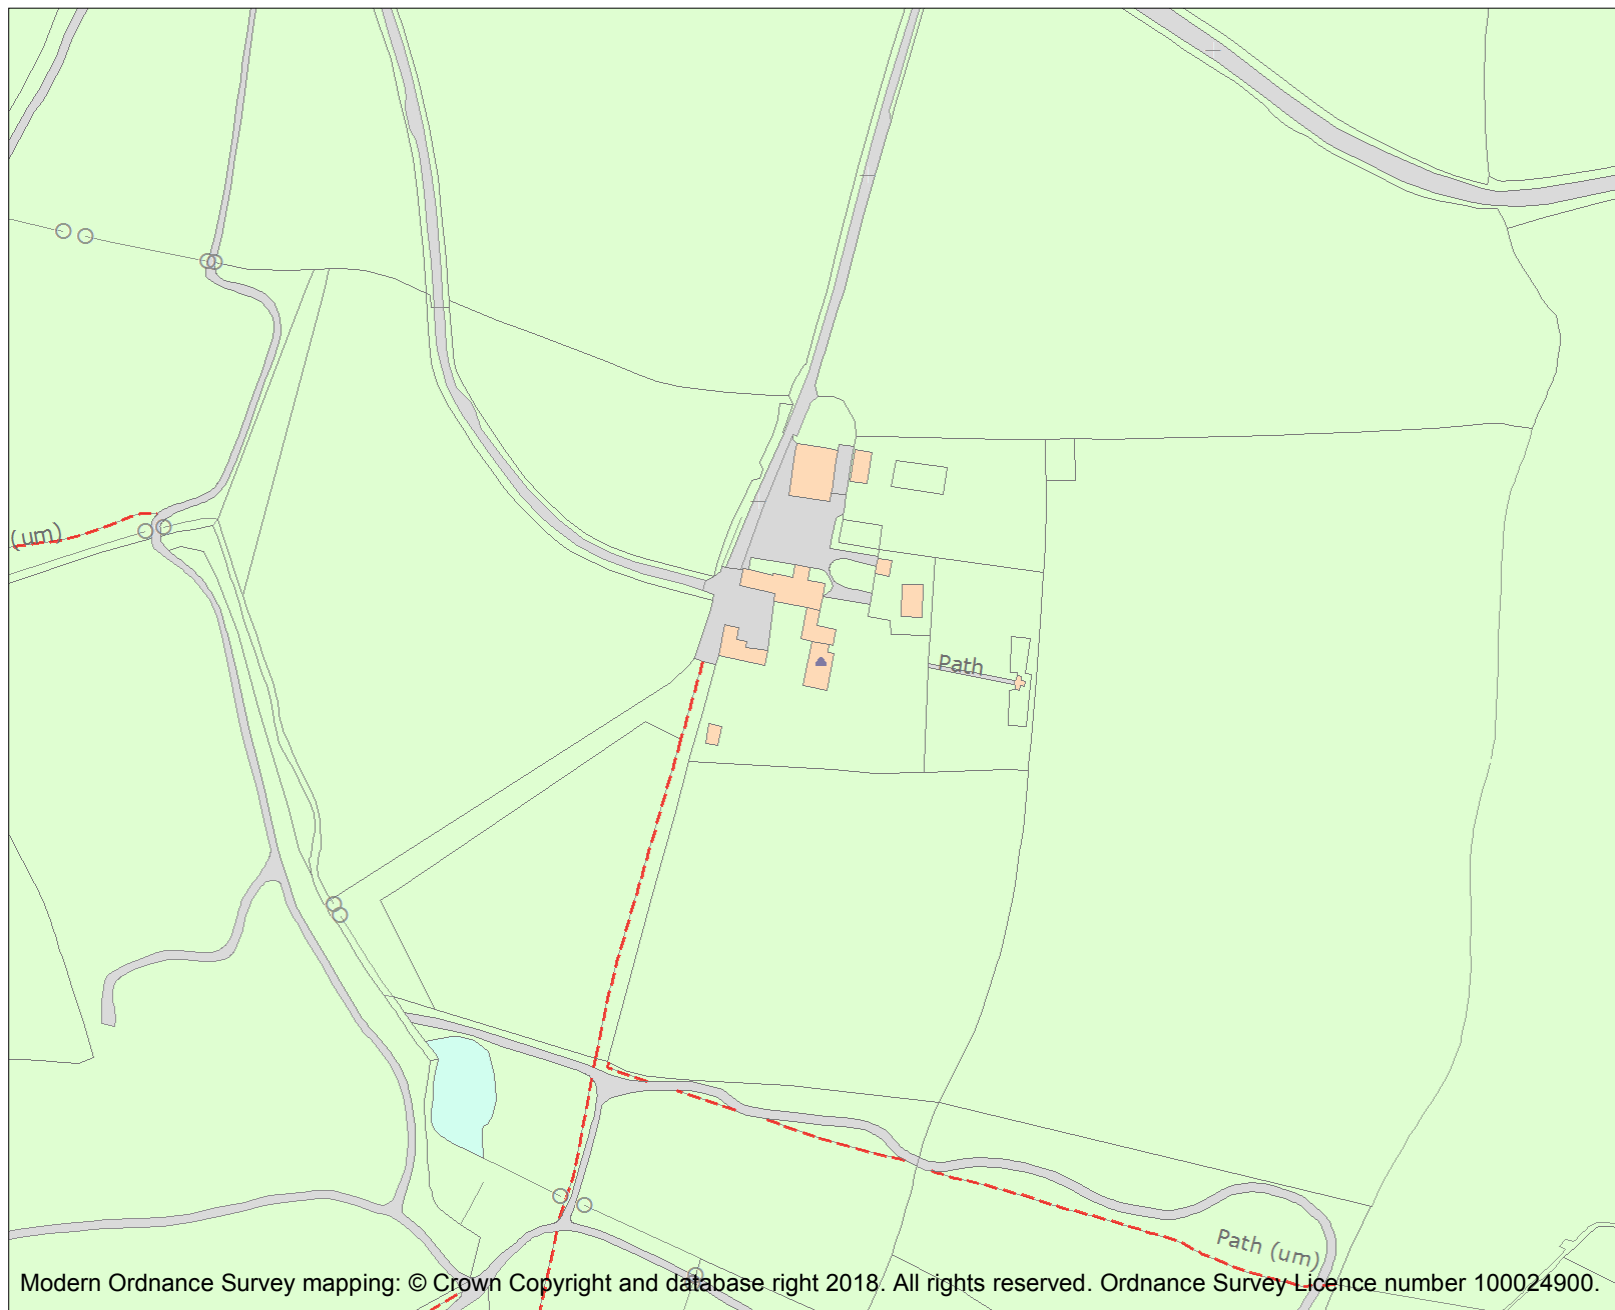 (um)
Path
Path (um)
Modern Ordnance Survey mapping: © Crown Copyright and database right 2018. All rights reserved. Ordnance Survey Licence number 100024900.